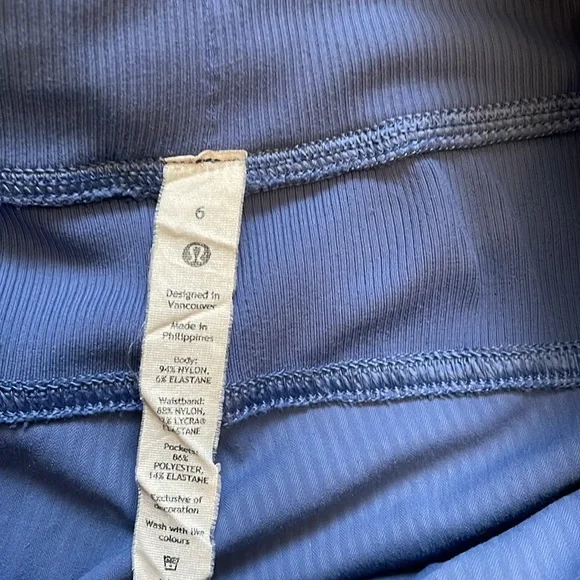 6
Designed in
Vancouver
Made in
Philippines
Body:
94% NYLON,
6% ELASTANE
Waistband:
NYLON,
LYCRA®
ELASTANE
Pockets:
86%
POLYESTER,
14% ELASTANE
Exclusive of
decoration
Wash with like
colours